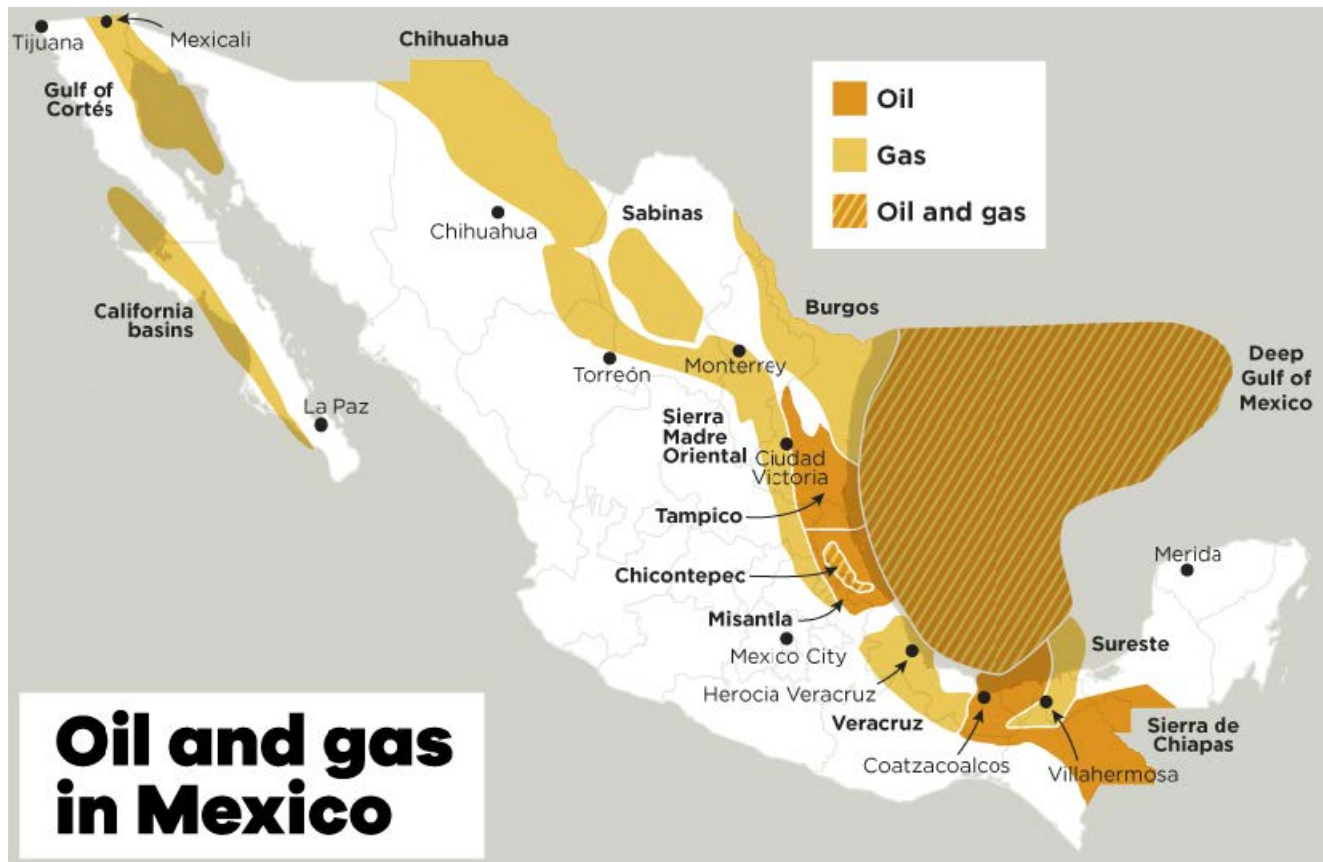 Tijuana
Mexicali
Gulf of
Cortés
Chihuahua
Oil
Gas
Oil and gas
Chihuahua
Sabinas
California
basins
Burgos
Torreón
Monterrey
Deep
Gulf of
Mexico
La Paz
Sierra
Madre
Oriental
Ciudad
Victoria
Tampico
Chicontepec
Merida
Misantla
Mexico City
Sureste
Herocia Veracruz
Veracruz
Sierra de
Chiapas
Coatzacoalcos
Villahermosa
Oil and gas
in Mexico